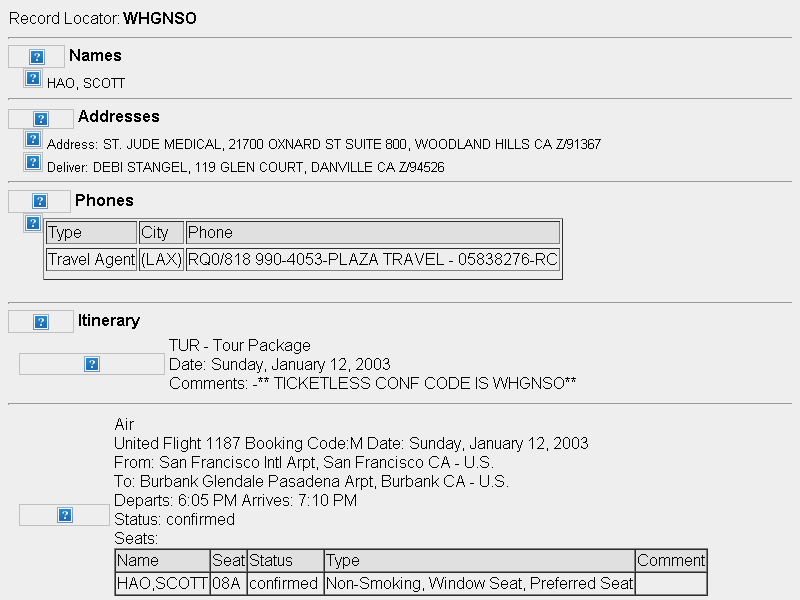 Record Locator: WHGNSO
Names
HAO, SCOTT
Addresses
Address: ST. JUDE MEDICAL, 21700 OXNARD ST SUITE 800, WOODLAND HILLS CA Z/91367
Deliver: DEBI STANGEL, 119 GLEN COURT, DANVILLE CA Z/94526
Phones
Type City Phone
Travel Agent (LAX) RQ0/818 990-4053-PLAZA TRAVEL - 05838276-RC
Itinerary
TUR - Tour Package
Date: Sunday, January 12, 2003
Comments: -** TICKETLESS CONF CODE IS WHGNSO**
Air
United Flight 1187 Booking Code:M Date: Sunday, January 12, 2003
From: San Francisco Intl Arpt, San Francisco CA - U.S.
To: Burbank Glendale Pasadena Arpt, Burbank CA - U.S.
Departs: 6:05 PM Arrives: 7:10 PM
Status: confirmed
Seats:
Name Seat Status Type Comment
HAO,SCOTT 08A confirmed Non-Smoking, Window Seat, Preferred Seat